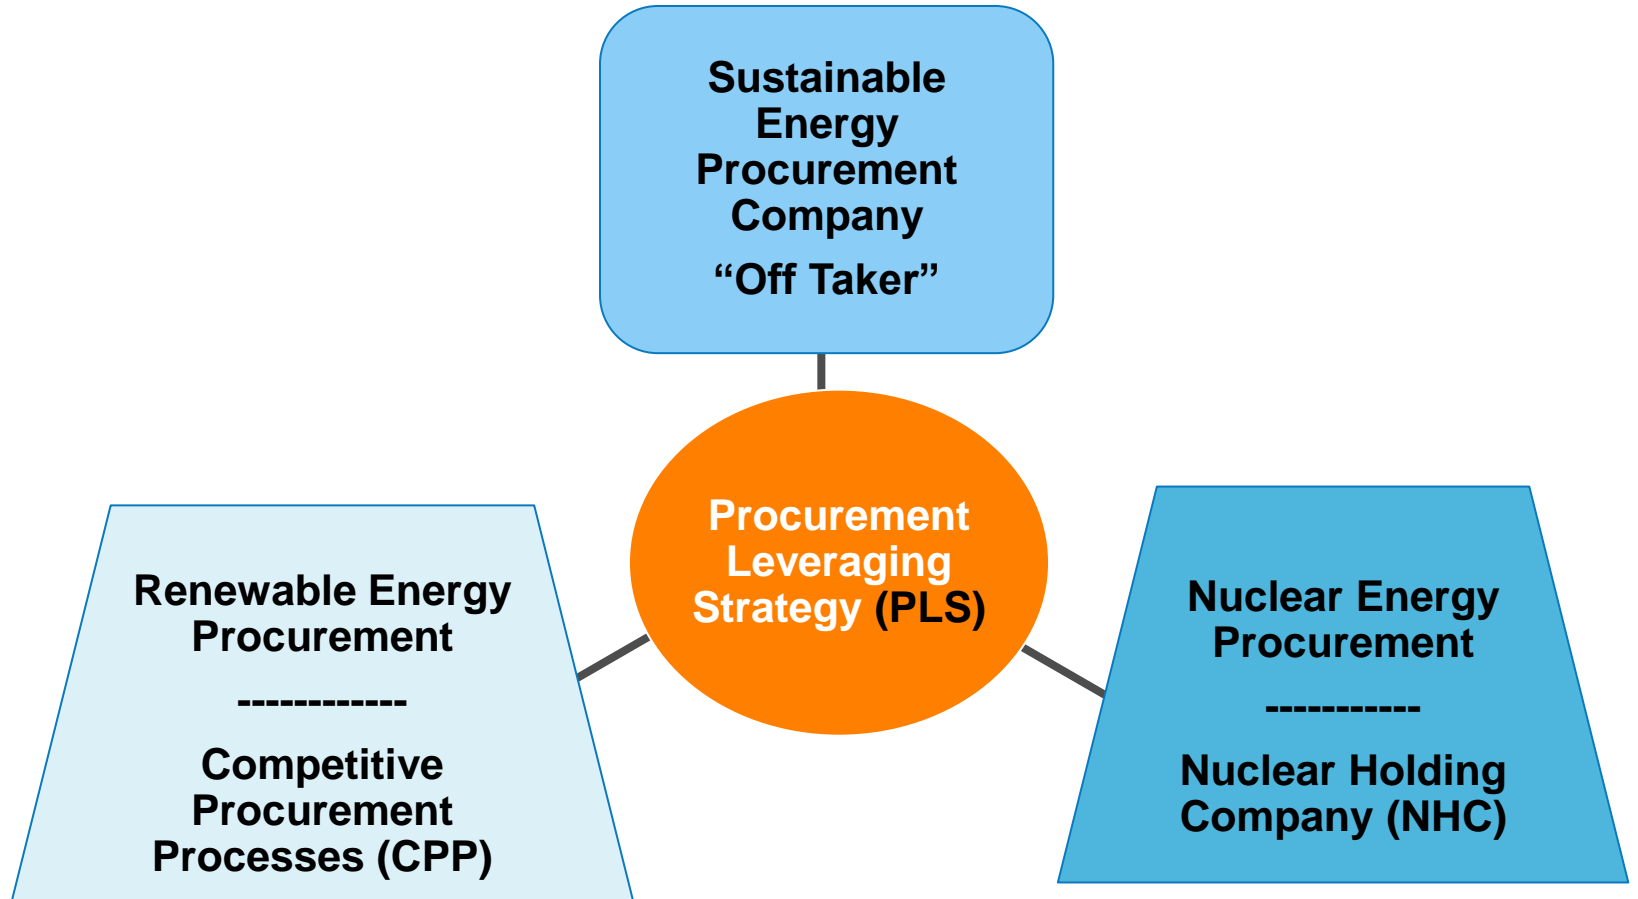 Sustainable
Energy
Procurement
Company
“Off Taker”
Procurement
Leveraging
Strategy (PLS)
Renewable Energy
Procurement
------------
Competitive
Procurement
Processes (CPP)
Nuclear Energy
Procurement
-----------
Nuclear Holding
Company (NHC)